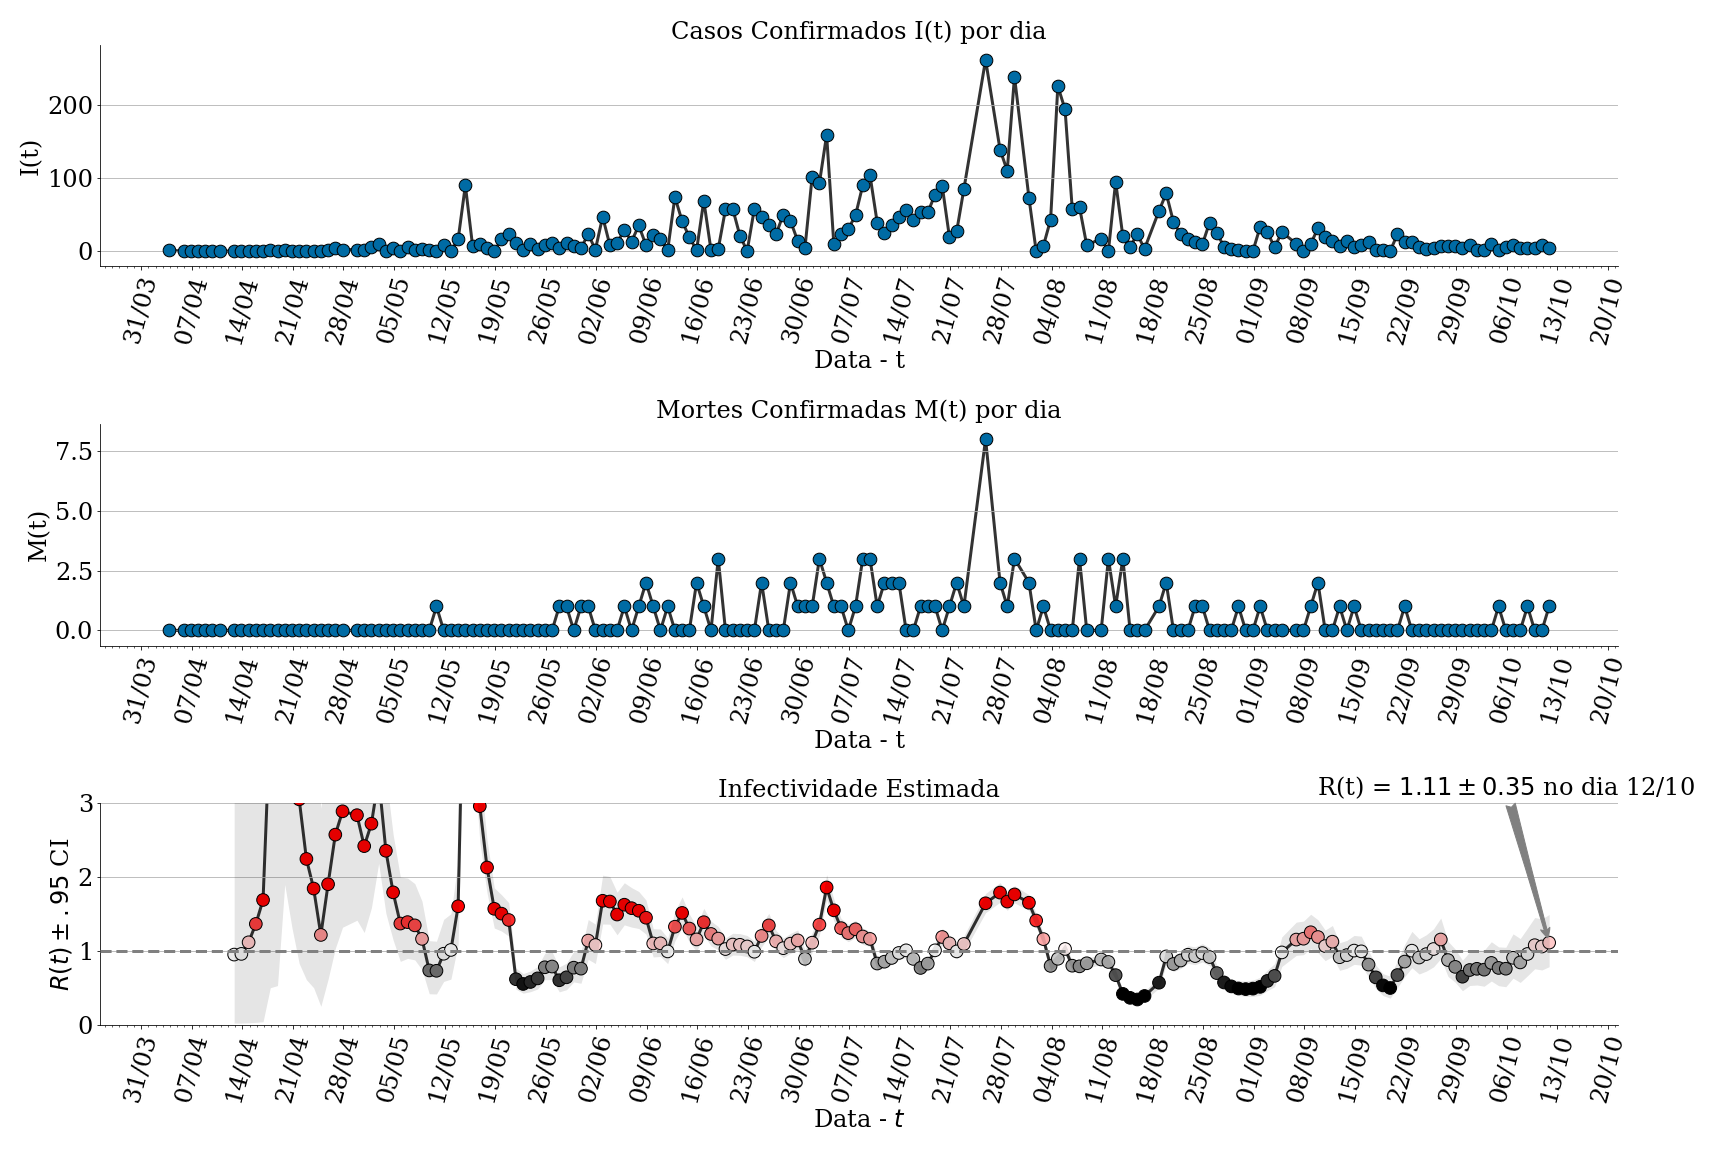 Casos Confirmados I(t) por dia
I(t)
200
100
0
31/03 07/04 14/04 21/04 28/04 05/05 12/05 19/05 26/05 02/06 09/06 16/06 23/06 30/06 07/07 14/07 21/07 28/07 04/08 11/08 18/08 25/08 01/09 08/09 15/09 22/09 29/09 06/10 13/10 20/10
Data - t
Mortes Confirmadas M(t) por dia
M(t)
7.5
5.0
2.5
0.0
31/03 07/04 14/04 21/04 28/04 05/05 12/05 19/05 26/05 02/06 09/06 16/06 23/06 30/06 07/07 14/07 21/07 28/07 04/08 11/08 18/08 25/08 01/09 08/09 15/09 22/09 29/09 06/10 13/10 20/10
Data - t
Infectividade Estimada
R(t) = 1.11 ± 0.35 no dia 12/10
R(t) ± .95 CI
3
2
1
0
31/03 07/04 14/04 21/04 28/04 05/05 12/05 19/05 26/05 02/06 09/06 16/06 23/06 30/06 07/07 14/07 21/07 28/07 04/08 11/08 18/08 25/08 01/09 08/09 15/09 22/09 29/09 06/10 13/10 20/10
Data - t